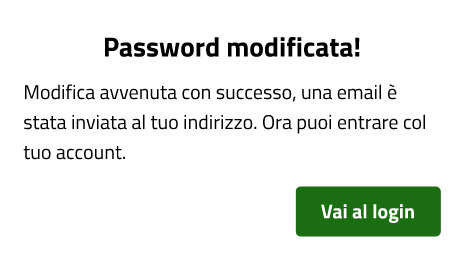 Password modificata!
Modifica avvenuta con successo, una email è
stata inviata al tuo indirizzo. Ora puoi entrare col
tuo account.
Vai al login